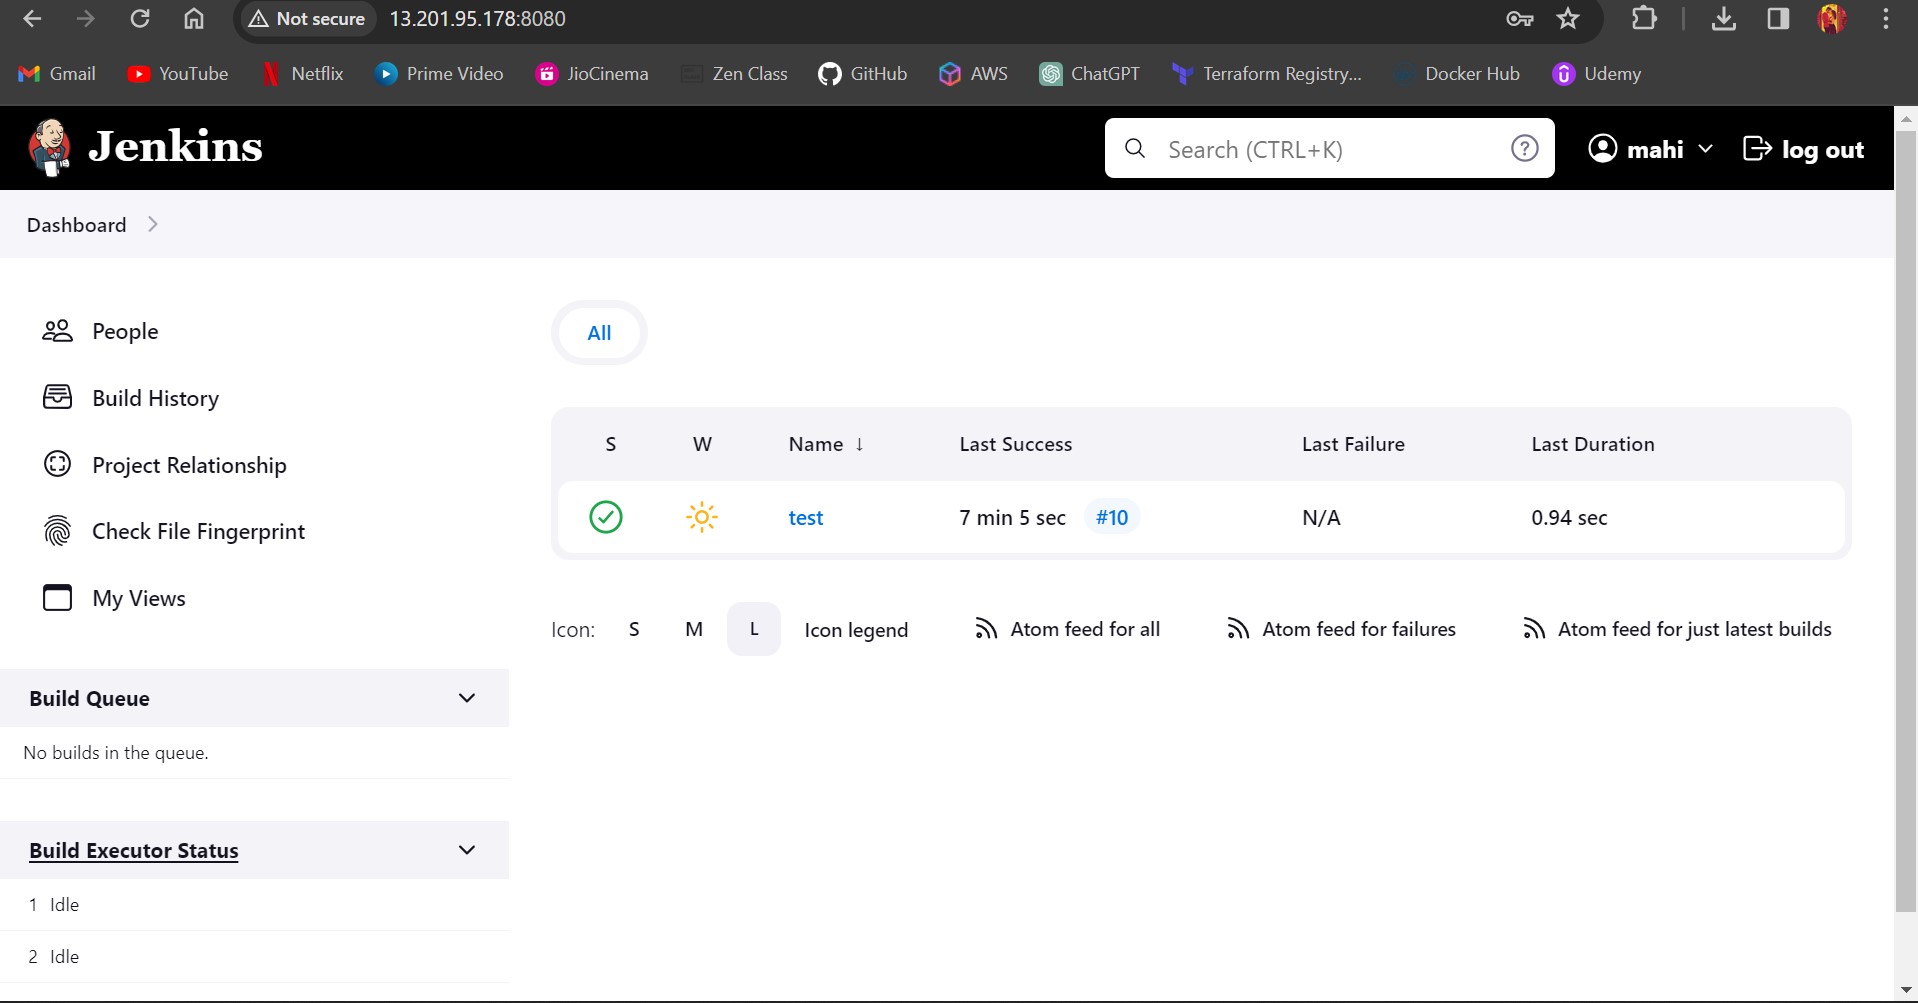 Not secure 13.201.95.178:8080
Gmail YouTube Netflix Prime Video JioCinema Zen Class GitHub AWS ChatGPT Terraform Registry... Docker Hub Udemy
Jenkins Search (CTRL+K) mahi log out
Dashboard
People
Build History
Project Relationship
Check File Fingerprint
My Views
Build Queue
No builds in the queue.
Build Executor Status
1 Idle
2 Idle
All
S W Name ↓ Last Success Last Failure Last Duration
test 7 min 5 sec #10 N/A 0.94 sec
Icon: S M L Icon legend Atom feed for all Atom feed for failures Atom feed for just latest builds